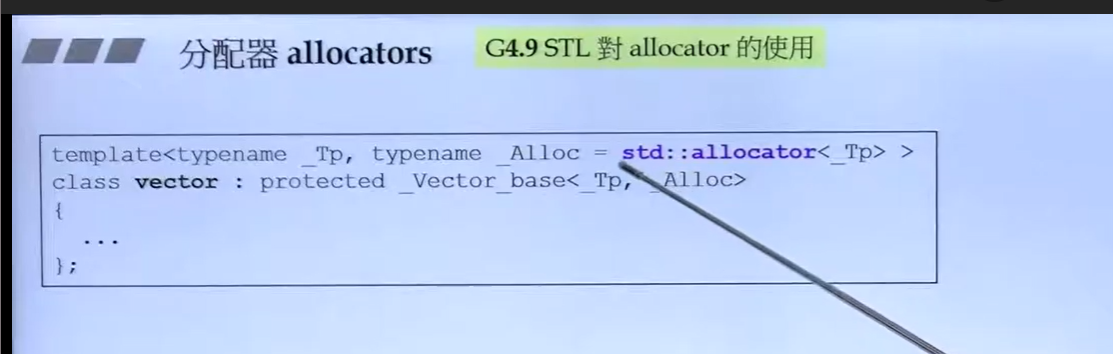 分配器 allocators
G4.9 STL 對 allocator 的使用
template<typename _Tp, typename _Alloc = std::allocator<_Tp> >
class vector : protected _Vector_base<_Tp, _Alloc>
{
...
};